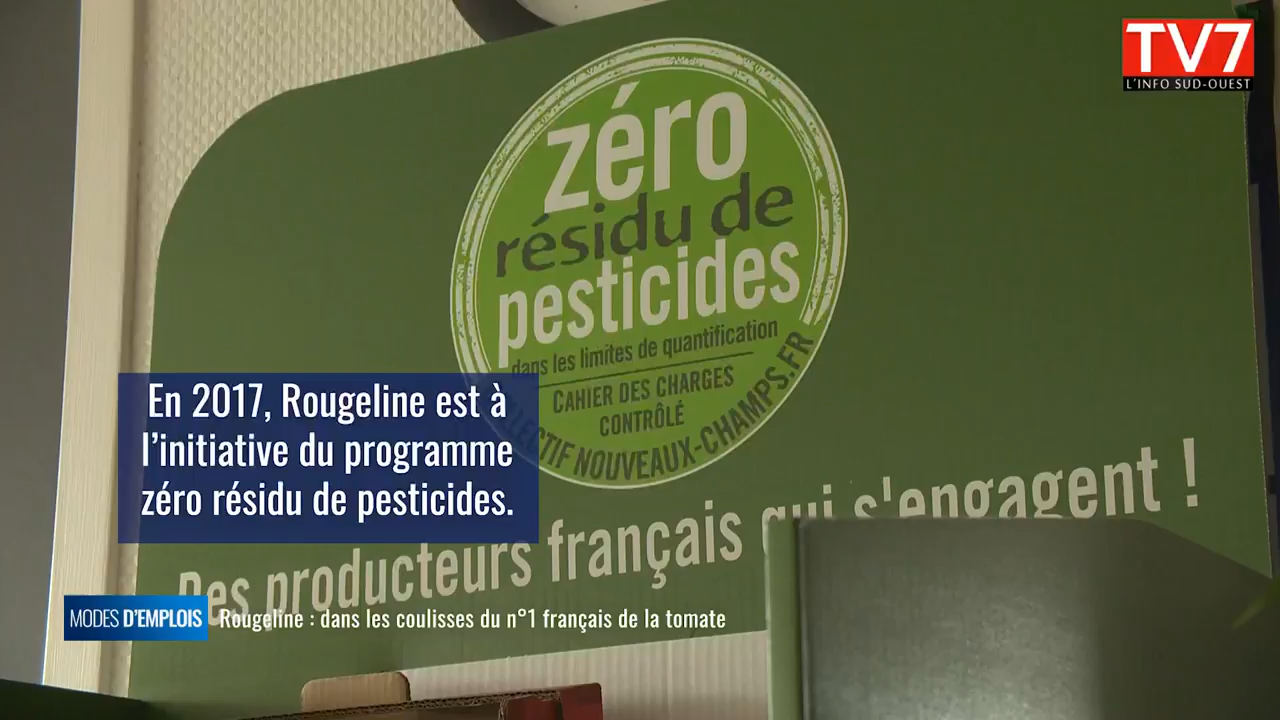 TV7
L'INFO SUD-OUEST
zéro
résidu de
pesticides
dans les limites de quantification
CAHIER DES CHARGES
CONTRÔLÉ
NOUVEAUX-CHAMPS.FR
En 2017, Rougeline est à
l'initiative du programme
zéro résidu de pesticides.
Des producteurs français qui s'engagent !
MODES D'EMPLOIS
Rougeline : dans les coulisses du n°1 français de la tomate